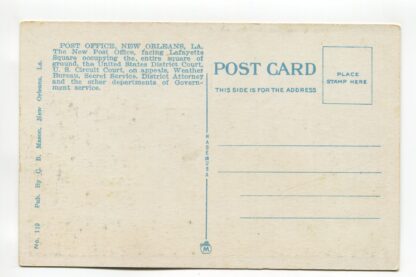 POST OFFICE, NEW ORLEANS, LA.
The New Post Office, facing Lafayette
Square occupying the entire square of
ground, the United States District Court,
U. S. Circuit Court, on appeals, Weather
Bureau, Secret Service, District Attorney
and the other departments of Govern-
ment service.
No. 119 Pub. By C. B. Mason, New Orleans, La.
POST CARD
THIS SIDE IS FOR THE ADDRESS
PLACE
STAMP HERE
MADE USA
M